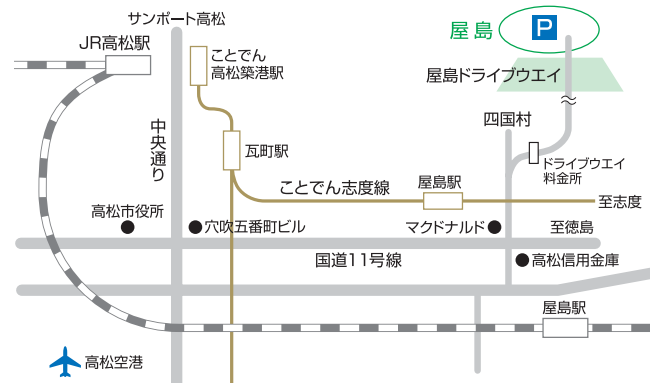 サンポート高松
屋島
P
JR高松駅
ことでん
高松築港駅
屋島ドライブウエイ
四国村
中央通り
瓦町駅
ドライブウエイ
料金所
ことでん志度線
屋島駅
至志度
高松市役所
穴吹五番町ビル
マクドナルド
至徳島
国道11号線
高松信用金庫
屋島駅
高松空港